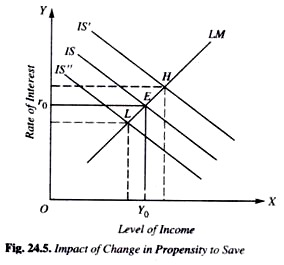 Y
IS'
IS
IS"
LM
H
E
r0
L
Rate of Interest
O
Y0
X
Level of Income
Fig. 24.5. Impact of Change in Propensity to Save